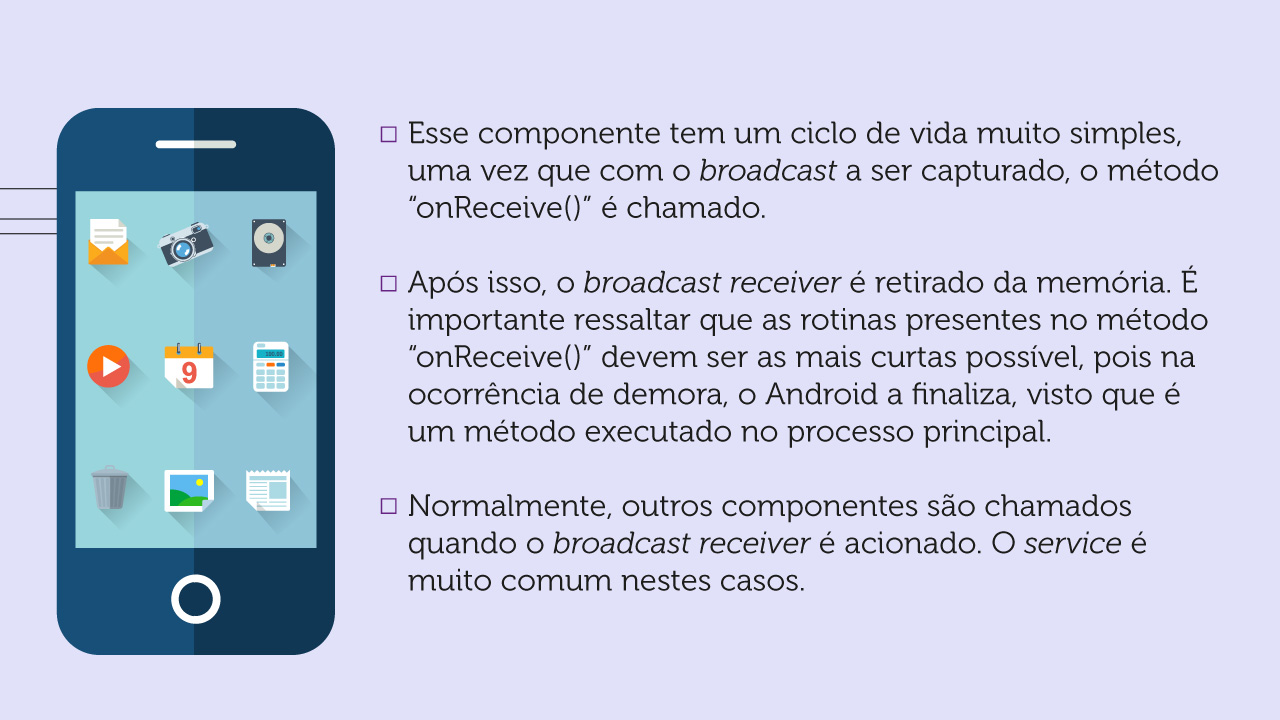 Esse componente tem um ciclo de vida muito simples,
uma vez que com o broadcast a ser capturado, o método
“onReceive()” é chamado.
Após isso, o broadcast receiver é retirado da memória. É
importante ressaltar que as rotinas presentes no método
“onReceive()” devem ser as mais curtas possível, pois na
ocorrência de demora, o Android a finaliza, visto que é
um método executado no processo principal.
Normalmente, outros componentes são chamados
quando o broadcast receiver é acionado. O service é
muito comum nestes casos.
9